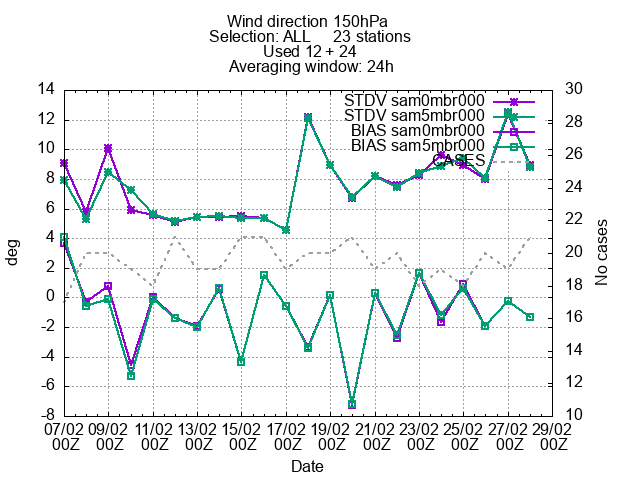 Wind direction 150hPa
Selection: ALL 23 stations
Used 12 + 24
Averaging window: 24h
STDV sam0mbr000
STDV sam5mbr000
BIAS sam0mbr000
BIAS sam5mbr000
CASES
deg
14
12
10
8
6
4
2
0
-2
-4
-6
-8
No cases
30
28
26
24
22
20
18
16
14
12
10
07/02 09/02 11/02 13/02 15/02 17/02 19/02 21/02 23/02 25/02 27/02 29/02
00Z 00Z 00Z 00Z 00Z 00Z 00Z 00Z 00Z 00Z 00Z 00Z
Date